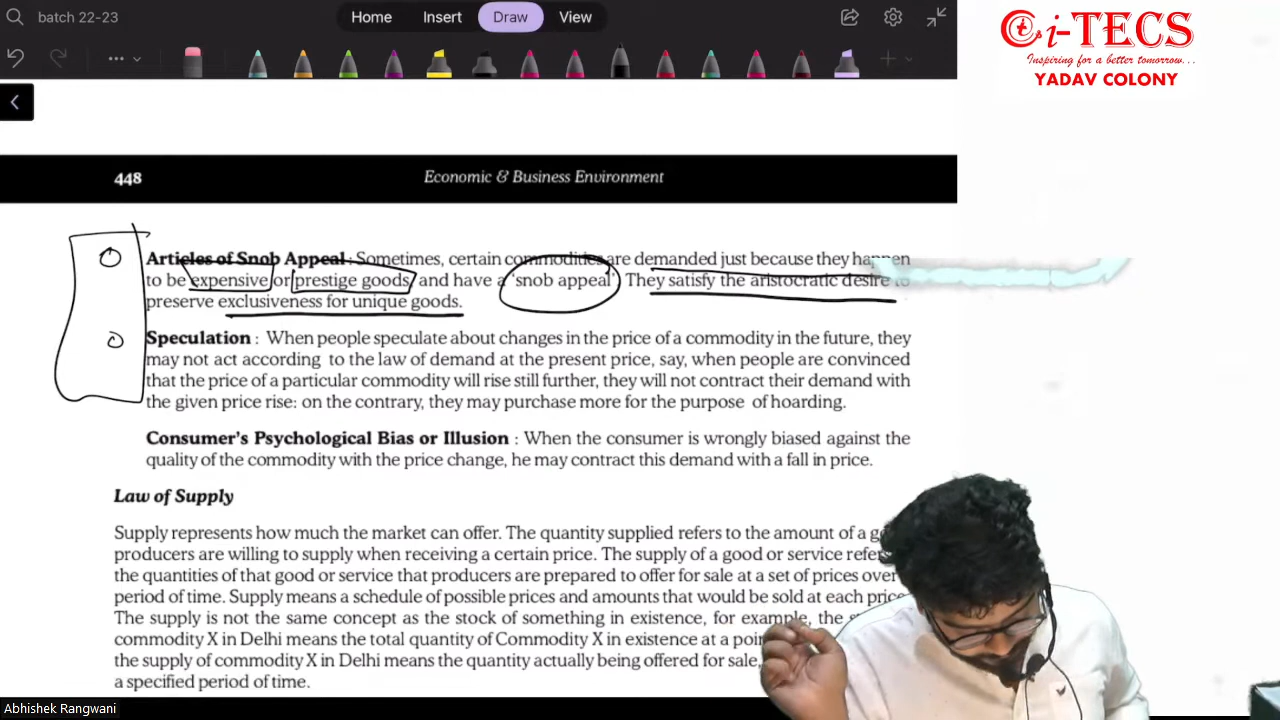 batch 22-23
Home Insert Draw View
i-TECS
Inspiring for a better tomorrow...
YADAV COLONY
448
Economic & Business Environment
Articles of Snob Appeal : Sometimes, certain commodities are demanded just because they happen
to be expensive or prestige goods and have a 'snob appeal' They satisfy the aristocratic desire to
preserve exclusiveness for unique goods.
Speculation : When people speculate about changes in the price of a commodity in the future, they
may not act according to the law of demand at the present price, say, when people are convinced
that the price of a particular commodity will rise still further, they will not contract their demand with
the given price rise: on the contrary, they may purchase more for the purpose of hoarding.
Consumer's Psychological Bias or Illusion : When the consumer is wrongly biased against the
quality of the commodity with the price change, he may contract this demand with a fall in price.
Law of Supply
Supply represents how much the market can offer. The quantity supplied refers to the amount of a
producers are willing to supply when receiving a certain price. The supply of a good or service
the quantities of that good or service that producers are prepared to offer for sale at a set of prices over
period of time. Supply means a schedule of possible prices and amounts that would be sold at each price
The supply is not the same concept as the stock of something in existence, for example, the
commodity X in Delhi means the total quantity of Commodity X in existence at a
the supply of commodity X in Delhi means the quantity actually being offered for sale,
a specified period of time.
Abhishek Rangwani